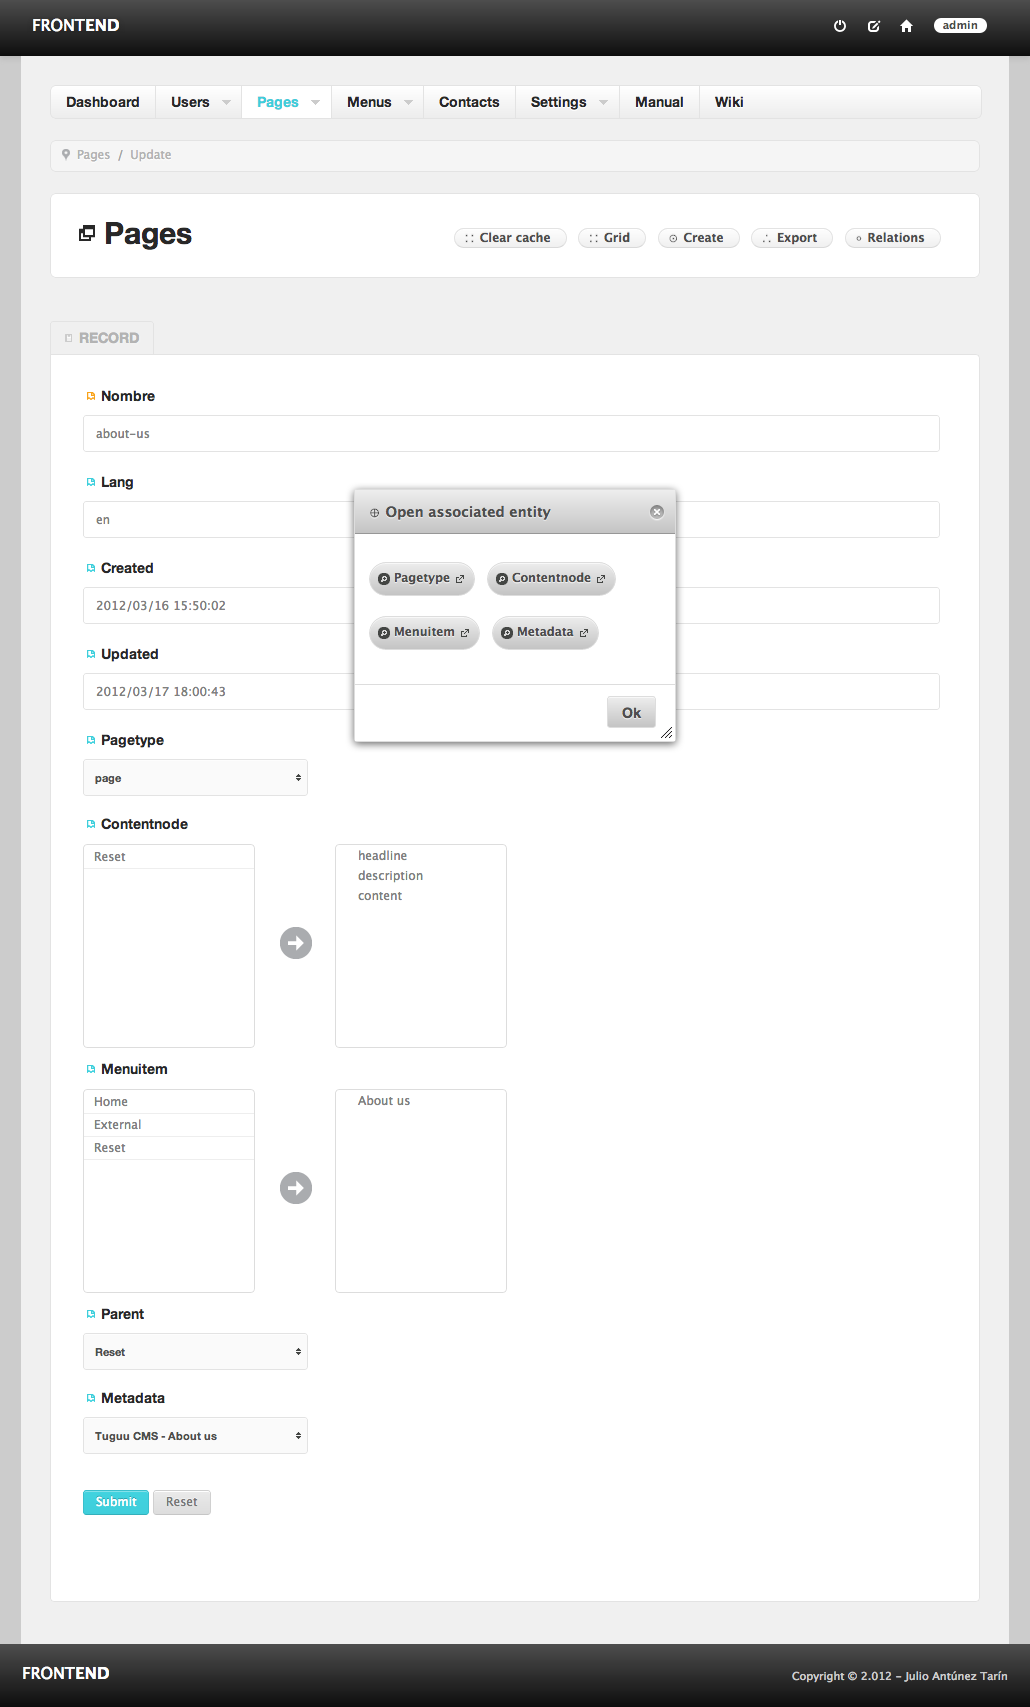 FRONTEND
admin
Dashboard Users Pages Menus Contacts Settings Manual Wiki
Pages / Update
Pages
Clear cache Grid Create Export Relations
RECORD
Nombre
about-us
Lang
en
Open associated entity
Created
2012/03/16 15:50:02
Pagetype Contentnode
Menuitem Metadata
Updated
2012/03/17 18:00:43
Ok
Pagetype
page
Contentnode
Reset
headline
description
content
Menuitem
Home
External
Reset
About us
Parent
Reset
Metadata
Tuguu CMS - About us
Submit Reset
FRONTEND
Copyright © 2.012 - Julio Antúnez Tarín